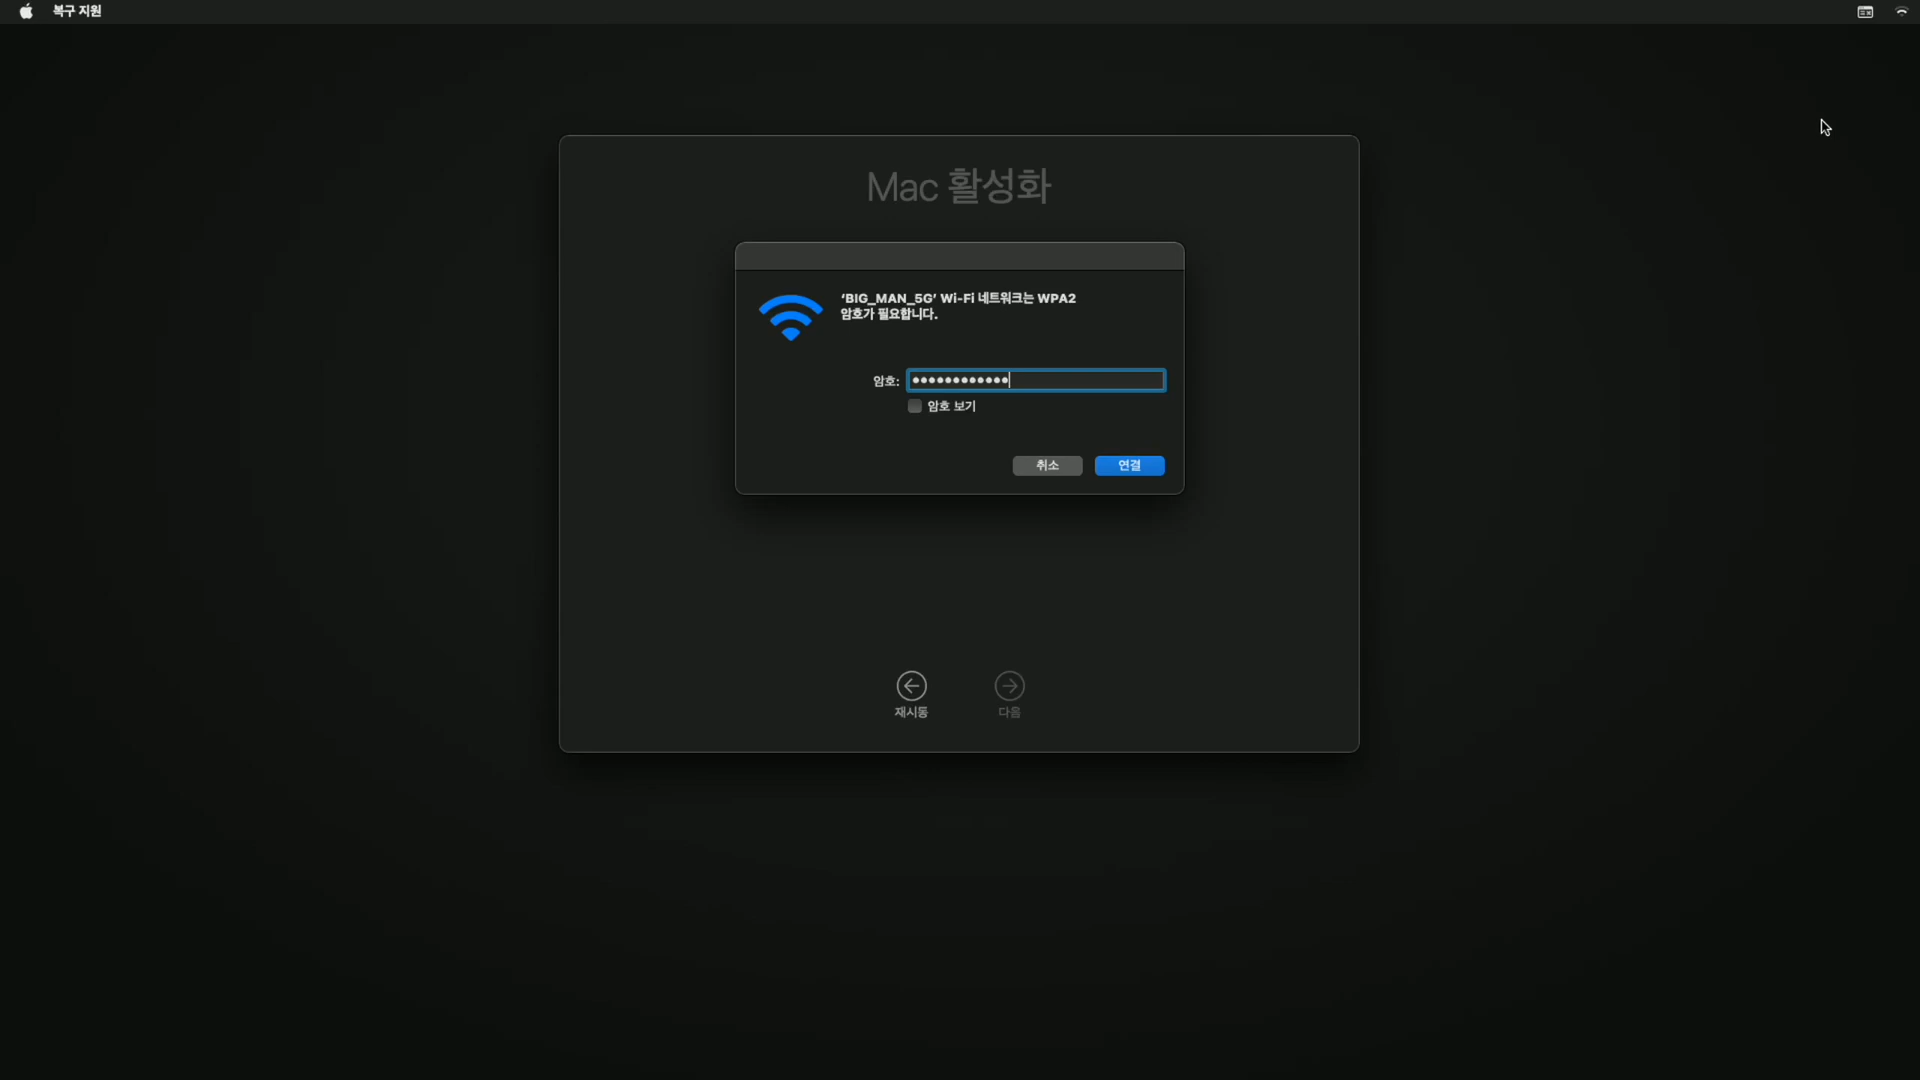 복구 지원
Mac 활성화
‘BIG_MAN_5G’ Wi-Fi 네트워크는 WPA2
암호가 필요합니다.
암호: ••••••••••••
암호 보기
취소 연결
재시동 다음